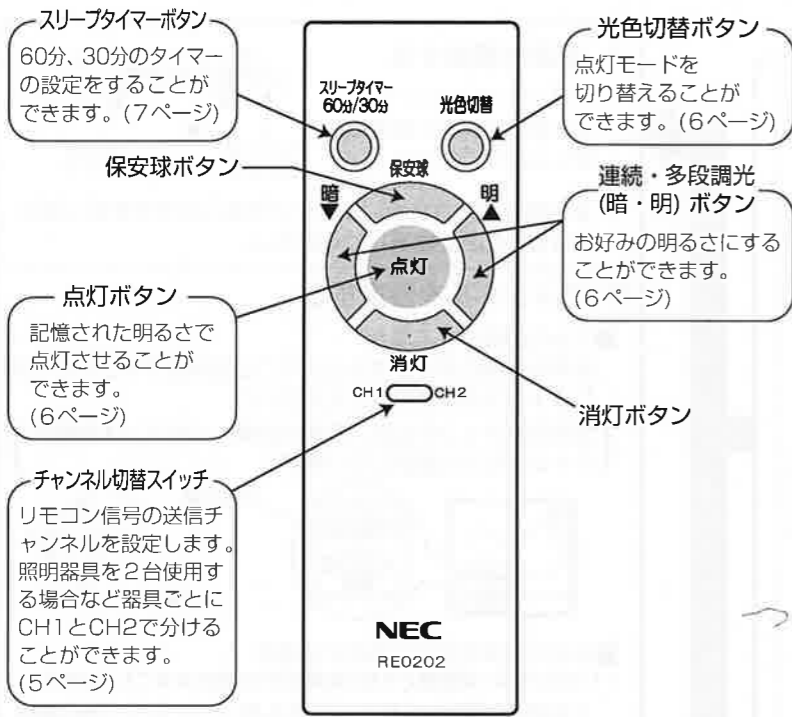 スリープタイマーボタン
60分、30分のタイマー
の設定をすることが
できます。(7ページ)
光色切替ボタン
点灯モードを
切り替えることが
できます。(6ページ)
スリープタイマー
60分/30分
光色切替
保安球ボタン
保安球
暗
▼
明
▲
連続・多段調光
(暗・明) ボタン
お好みの明るさにする
ことができます。
(6ページ)
点灯
点灯ボタン
記憶された明るさで
点灯させることが
できます。
(6ページ)
消灯
CH1
CH2
消灯ボタン
チャンネル切替スイッチ
リモコン信号の送信チ
ャンネルを設定します。
照明器具を2台使用す
る場合など器具ごとに
CH1とCH2で分ける
ことができます。
(5ページ)
NEC
RE0202